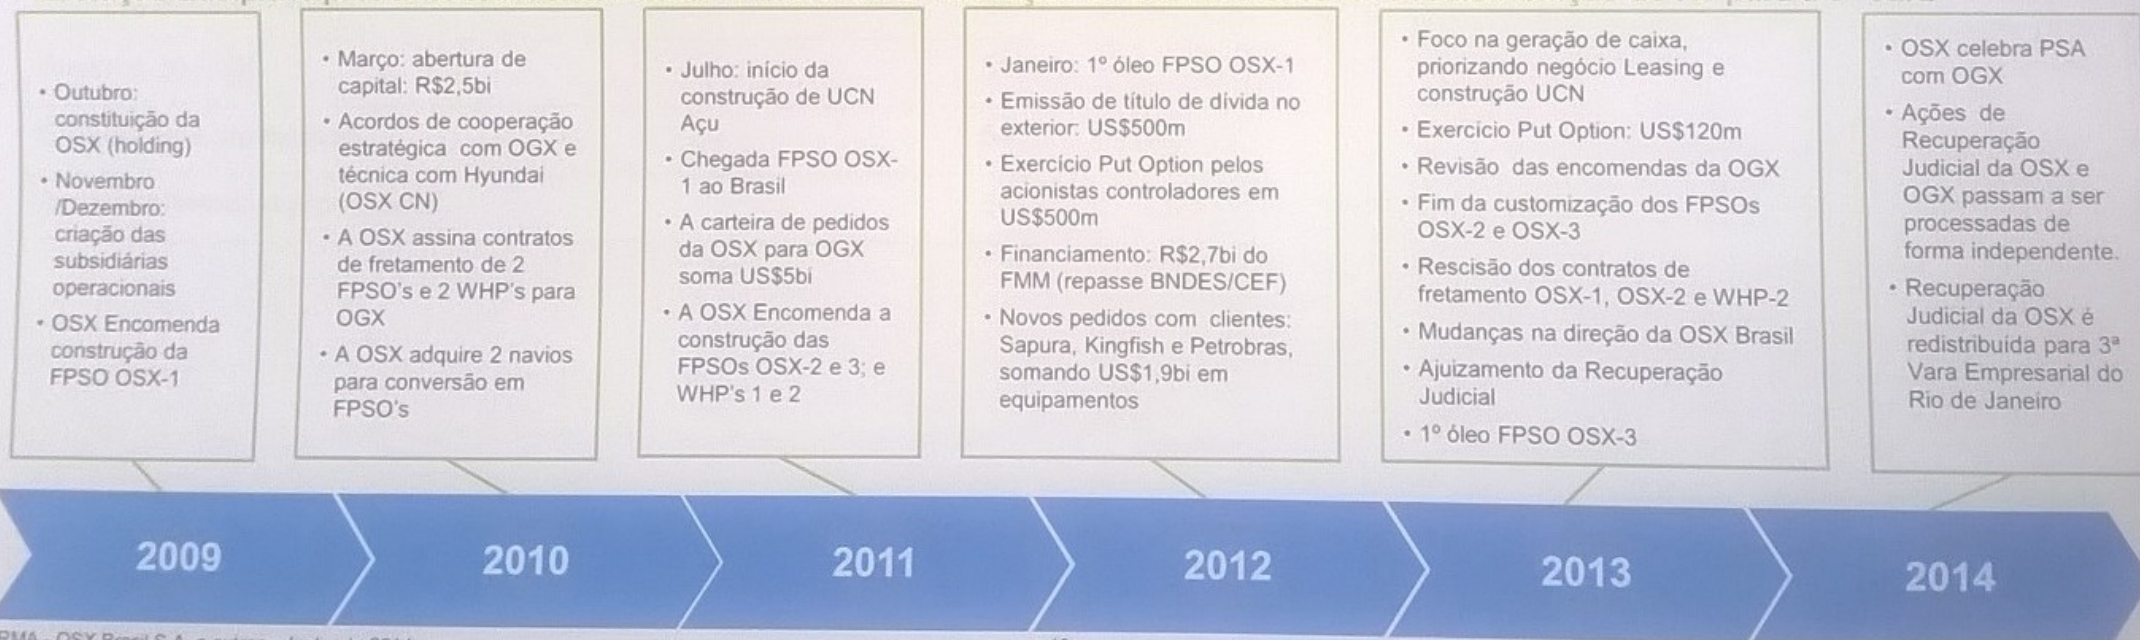 • Outubro:
constituição da
OSX (holding)
• Novembro
/Dezembro:
criação das
subsidiárias
operacionais
• OSX Encomenda
construção da
FPSO OSX-1
• Março: abertura de
capital: R$2,5bi
• Acordos de cooperação
estratégica com OGX e
técnica com Hyundai
(OSX CN)
• A OSX assina contratos
de fretamento de 2
FPSO's e 2 WHP's para
OGX
• A OSX adquire 2 navios
para conversão em
FPSO's
• Julho: início da
construção de UCN
Açu
• Chegada FPSO OSX-
1 ao Brasil
• A carteira de pedidos
da OSX para OGX
soma US$5bi
• A OSX Encomenda a
construção das
FPSOs OSX-2 e 3; e
WHP's 1 e 2
• Janeiro: 1º óleo FPSO OSX-1
• Emissão de título de dívida no
exterior: US$500m
• Exercício Put Option pelos
acionistas controladores em
US$500m
• Financiamento: R$2,7bi do
FMM (repasse BNDES/CEF)
• Novos pedidos com clientes:
Sapura, Kingfish e Petrobras,
somando US$1,9bi em
equipamentos
• Foco na geração de caixa,
priorizando negócio Leasing e
construção UCN
• Exercício Put Option: US$120m
• Revisão das encomendas da OGX
• Fim da customização dos FPSOs
OSX-2 e OSX-3
• Rescisão dos contratos de
fretamento OSX-1, OSX-2 e WHP-2
• Mudanças na direção da OSX Brasil
• Ajuizamento da Recuperação
Judicial
• 1º óleo FPSO OSX-3
• OSX celebra PSA
com OGX
• Ações de
Recuperação
Judicial da OSX e
OGX passam a ser
processadas de
forma independente.
• Recuperação
Judicial da OSX é
redistribuída para 3ª
Vara Empresarial do
Rio de Janeiro
2009
2010
2011
2012
2013
2014